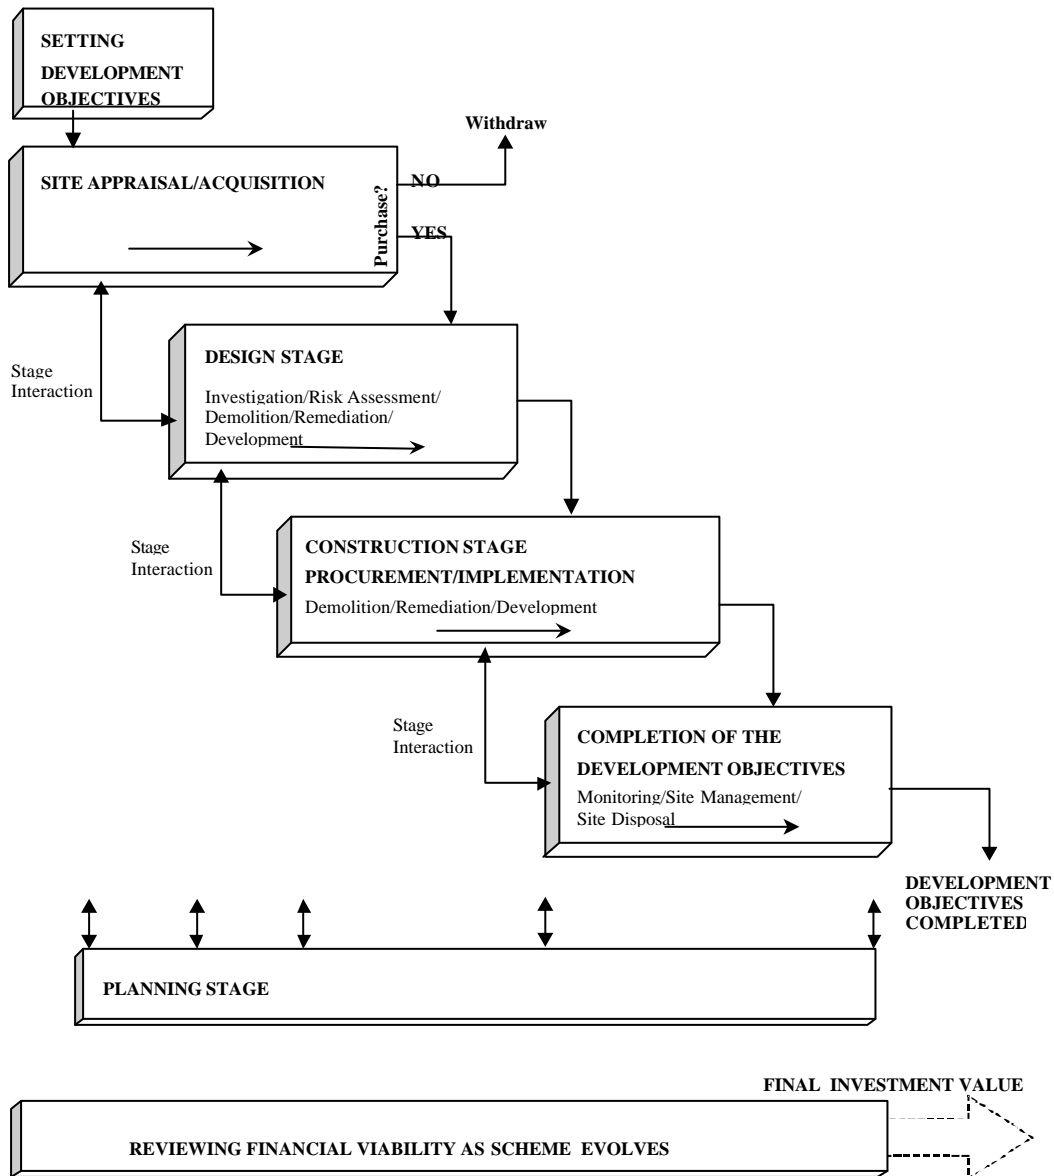 SETTING
DEVELOPMENT
OBJECTIVES
Withdraw
SITE APPRAISAL/ACQUISITION
Purchase?
NO
YES
DESIGN STAGE
Investigation/Risk Assessment/
Demolition/Remediation/
Development
Stage
Interaction
CONSTRUCTION STAGE
PROCUREMENT/IMPLEMENTATION
Demolition/Remediation/Development
Stage
Interaction
COMPLETION OF THE
DEVELOPMENT OBJECTIVES
Monitoring/Site Management/
Site Disposal
Stage
Interaction
DEVELOPMENT
OBJECTIVES
COMPLETED
PLANNING STAGE
FINAL INVESTMENT VALUE
REVIEWING FINANCIAL VIABILITY AS SCHEME EVOLVES